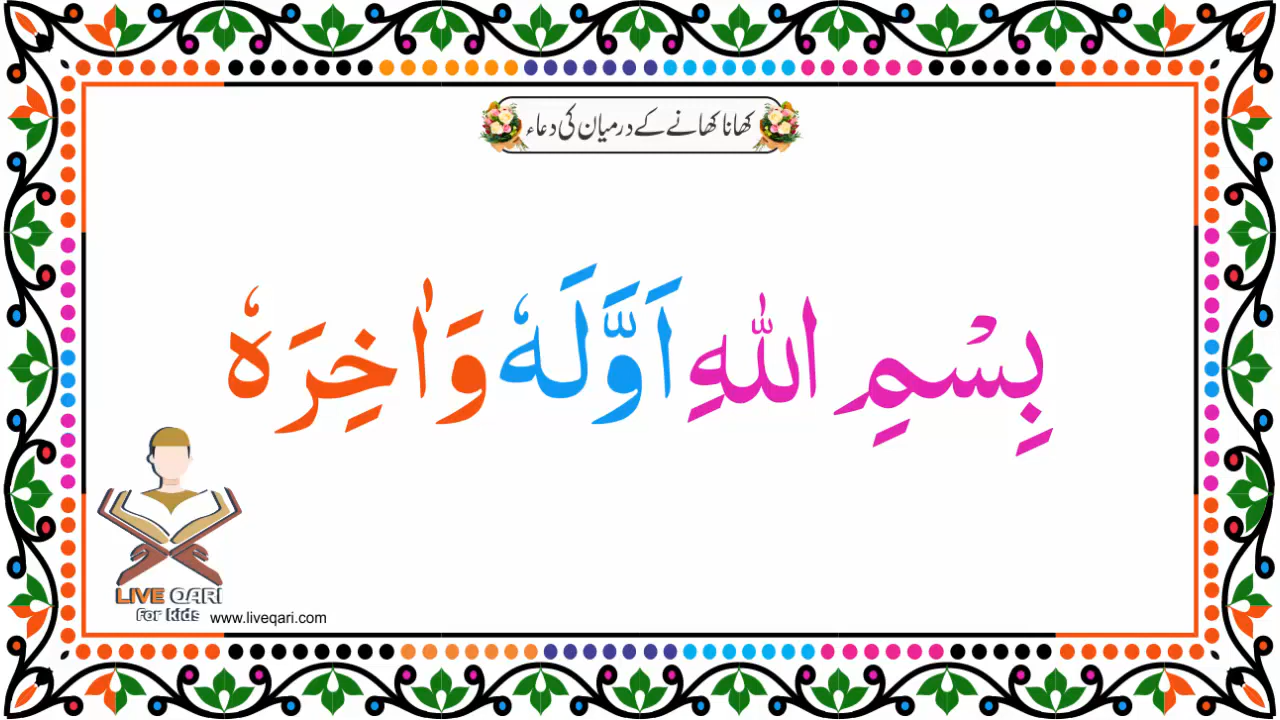 کھانا کھانے کے درمیان کی دعاء
بِسْمِ اللّٰهِ اَوَّلَهٗ وَاٰخِرَهٗ
LIVE QARI
for kids
www.liveqari.com